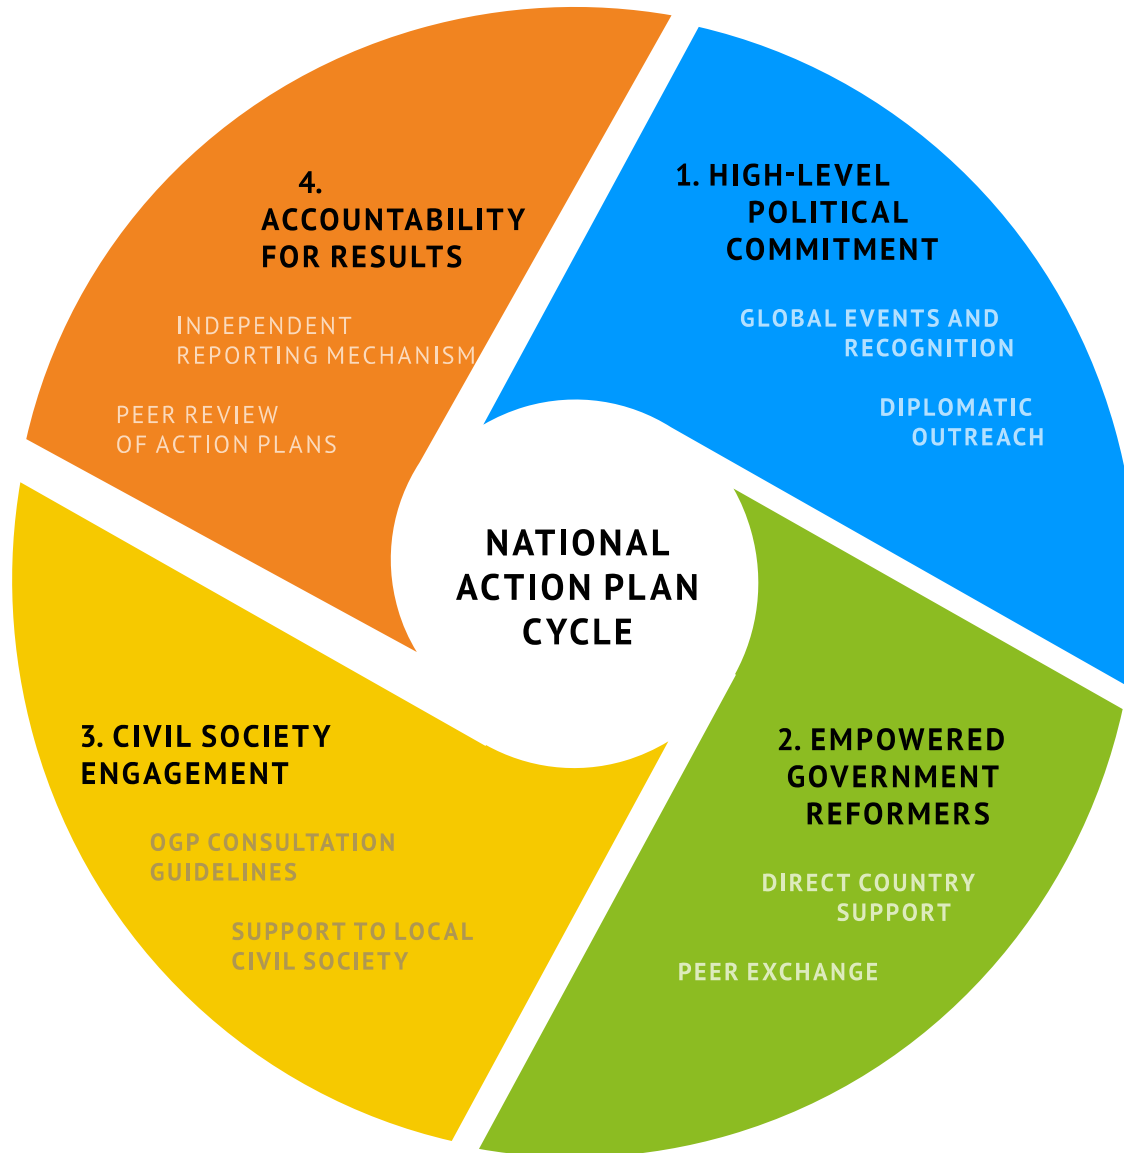 1. HIGH-LEVEL
POLITICAL
COMMITMENT
GLOBAL EVENTS AND
RECOGNITION
DIPLOMATIC
OUTREACH
2. EMPOWERED
GOVERNMENT
REFORMERS
DIRECT COUNTRY
SUPPORT
PEER EXCHANGE
3. CIVIL SOCIETY
ENGAGEMENT
OGP CONSULTATION
GUIDELINES
SUPPORT TO LOCAL
CIVIL SOCIETY
4.
ACCOUNTABILITY
FOR RESULTS
INDEPENDENT
REPORTING MECHANISM
PEER REVIEW
OF ACTION PLANS
NATIONAL
ACTION PLAN
CYCLE